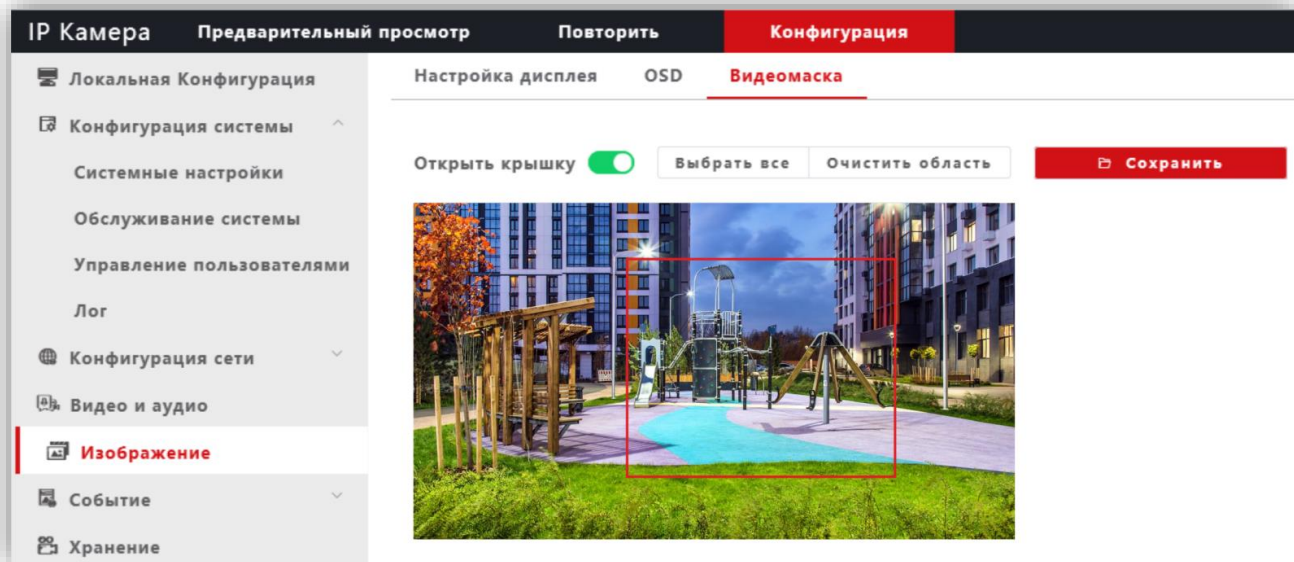 IP Камера Предварительный просмотр Повторить Конфигурация
Локальная Конфигурация
Конфигурация системы
Системные настройки
Обслуживание системы
Управление пользователями
Лог
Конфигурация сети
Видео и аудио
Изображение
Событие
Хранение
Настройка дисплея OSD Видеомаска
Открыть крышку Выбрать все Очистить область Сохранить